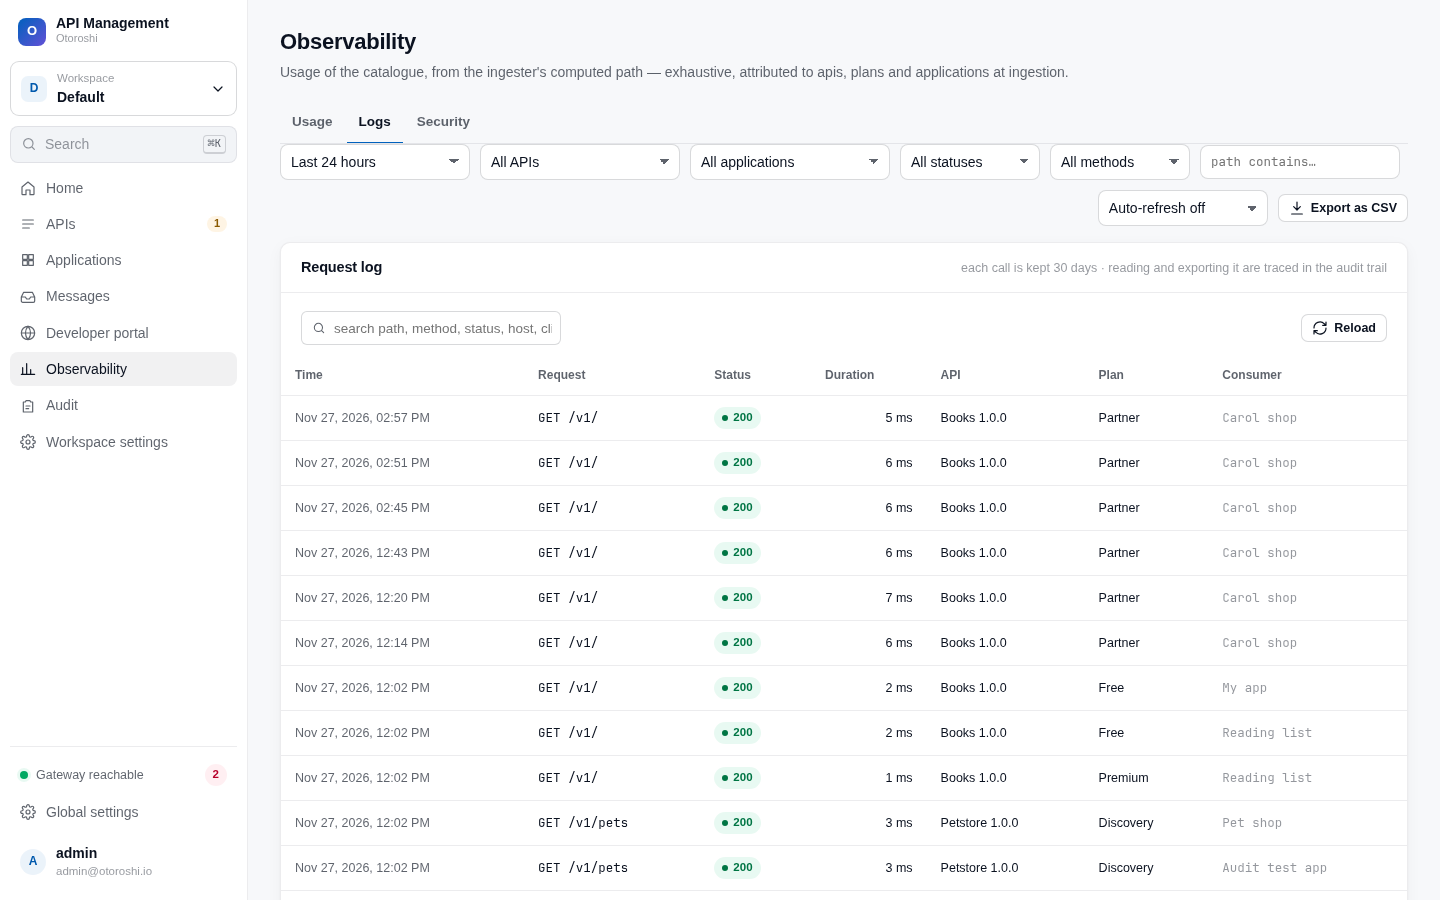 O
API Management
Otoroshi
D
Workspace
Default
Search
⌘K
Home
APIs 1
Applications
Messages
Developer portal
Observability
Audit
Workspace settings
Gateway reachable 2
Global settings
A
admin
admin@otoroshi.io
Observability
Usage of the catalogue, from the ingester's computed path — exhaustive, attributed to apis, plans and applications at ingestion.
Usage Logs Security
Last 24 hours All APIs All applications All statuses All methods path contains…
Auto-refresh off Export as CSV
Request log each call is kept 30 days · reading and exporting it are traced in the audit trail
search path, method, status, host, cli Reload
Time Request Status Duration API Plan Consumer
Nov 27, 2026, 02:57 PM GET /v1/ 200 5 ms Books 1.0.0 Partner Carol shop
Nov 27, 2026, 02:51 PM GET /v1/ 200 6 ms Books 1.0.0 Partner Carol shop
Nov 27, 2026, 02:45 PM GET /v1/ 200 6 ms Books 1.0.0 Partner Carol shop
Nov 27, 2026, 12:43 PM GET /v1/ 200 6 ms Books 1.0.0 Partner Carol shop
Nov 27, 2026, 12:20 PM GET /v1/ 200 7 ms Books 1.0.0 Partner Carol shop
Nov 27, 2026, 12:14 PM GET /v1/ 200 6 ms Books 1.0.0 Partner Carol shop
Nov 27, 2026, 12:02 PM GET /v1/ 200 2 ms Books 1.0.0 Free My app
Nov 27, 2026, 12:02 PM GET /v1/ 200 2 ms Books 1.0.0 Free Reading list
Nov 27, 2026, 12:02 PM GET /v1/ 200 1 ms Books 1.0.0 Premium Reading list
Nov 27, 2026, 12:02 PM GET /v1/pets 200 3 ms Petstore 1.0.0 Discovery Pet shop
Nov 27, 2026, 12:02 PM GET /v1/pets 200 3 ms Petstore 1.0.0 Discovery Audit test app